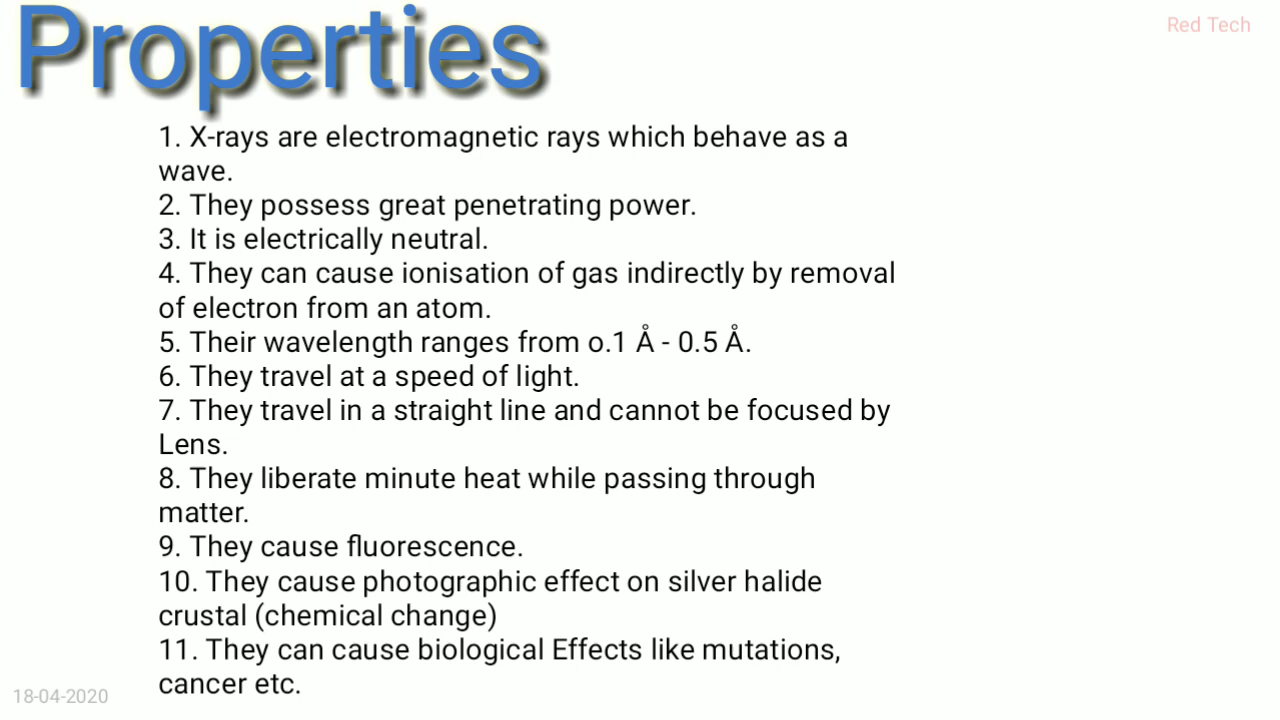 Properties
Red Tech
1. X-rays are electromagnetic rays which behave as a
wave.
2. They possess great penetrating power.
3. It is electrically neutral.
4. They can cause ionisation of gas indirectly by removal
of electron from an atom.
5. Their wavelength ranges from o.1 Å - 0.5 Å.
6. They travel at a speed of light.
7. They travel in a straight line and cannot be focused by
Lens.
8. They liberate minute heat while passing through
matter.
9. They cause fluorescence.
10. They cause photographic effect on silver halide
crustal (chemical change)
11. They can cause biological Effects like mutations,
cancer etc.
18-04-2020